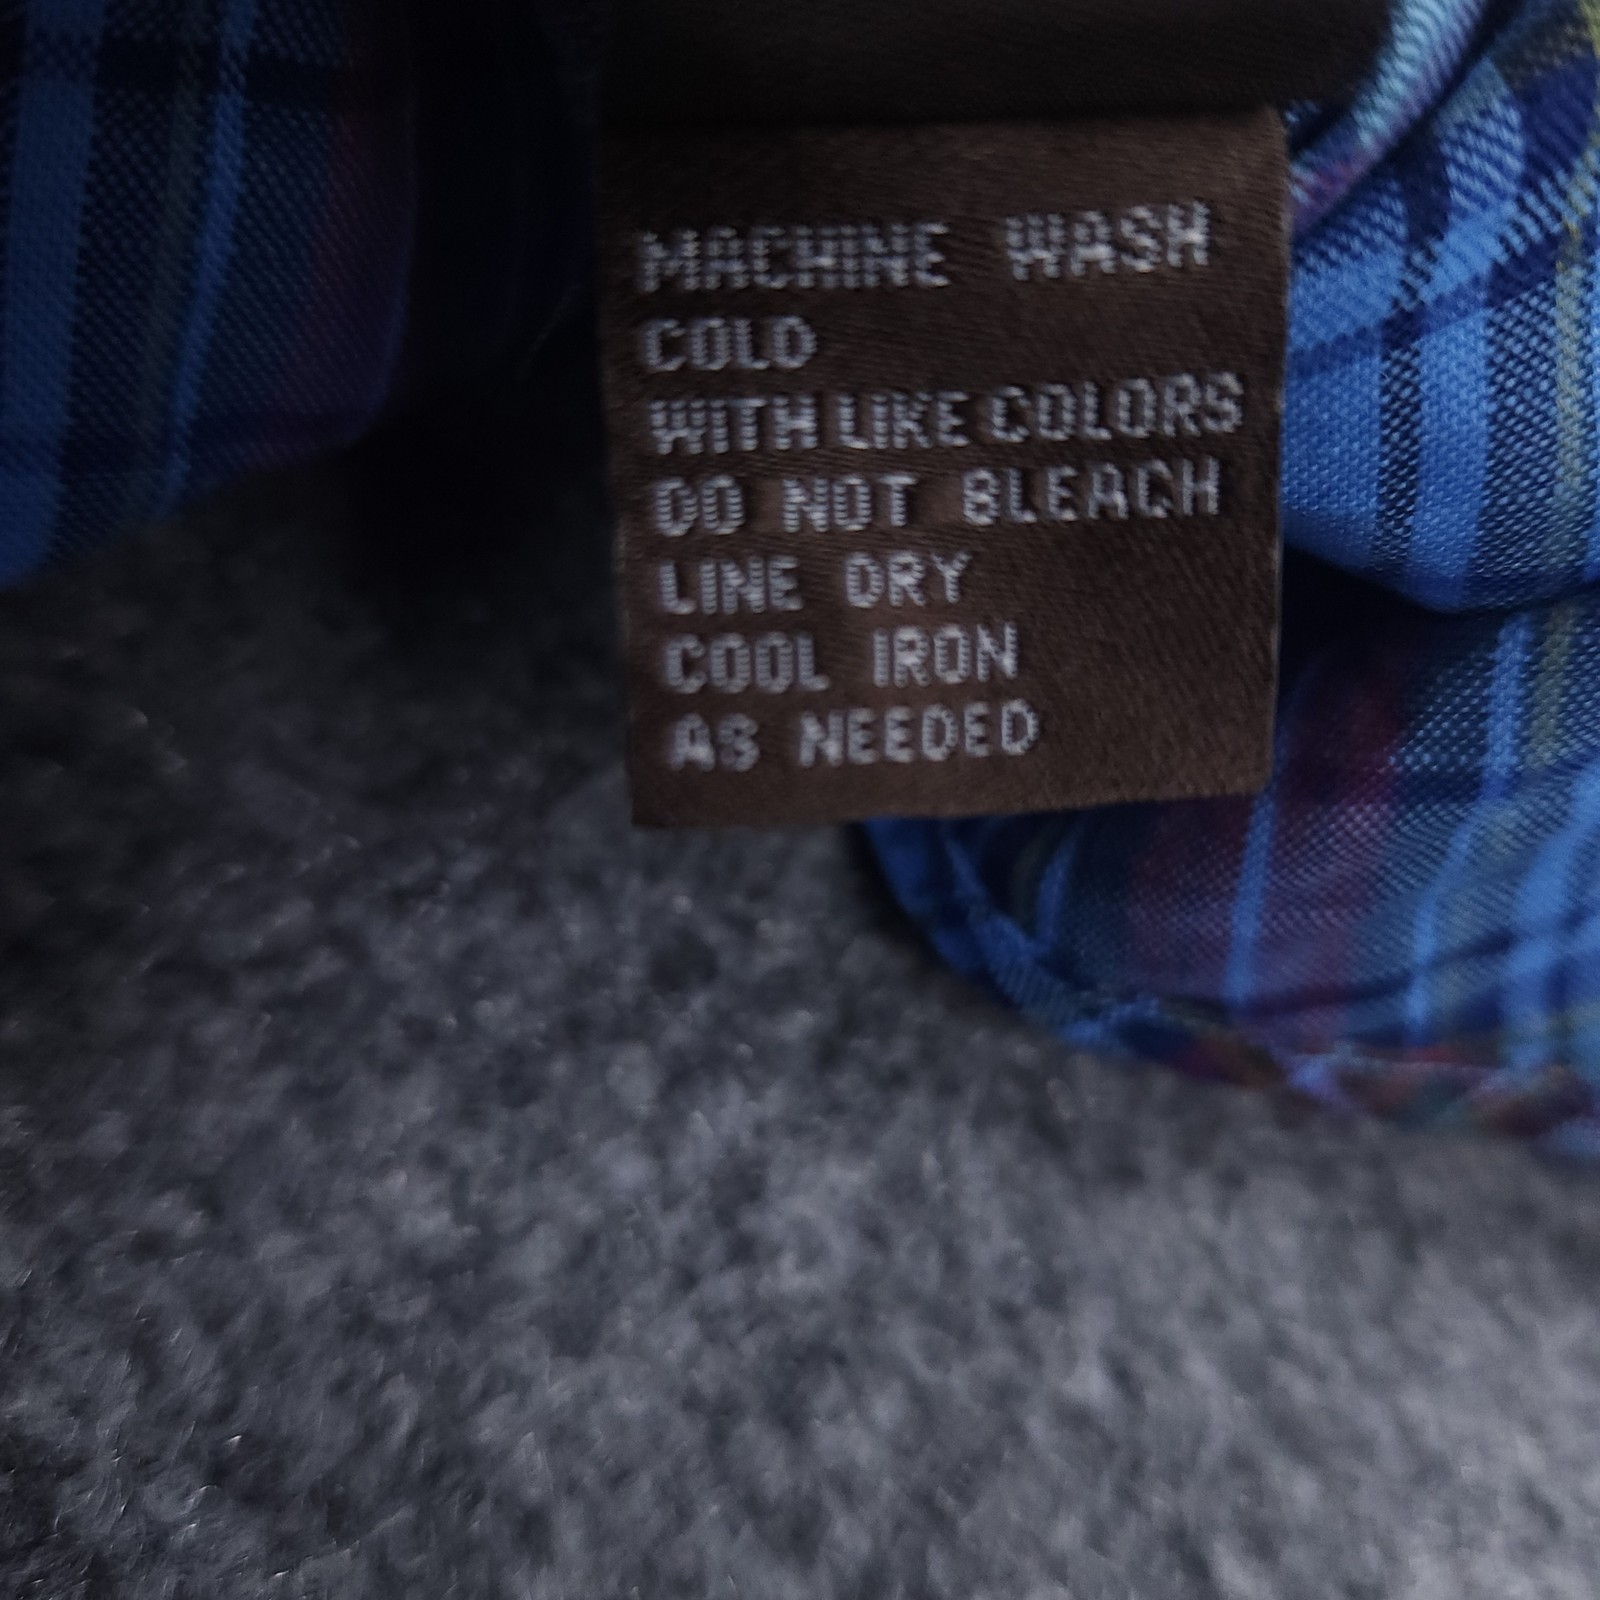 MACHINE WASH
COLD
WITH LIKE COLORS
DO NOT BLEACH
LINE DRY
COOL IRON
AS NEEDED